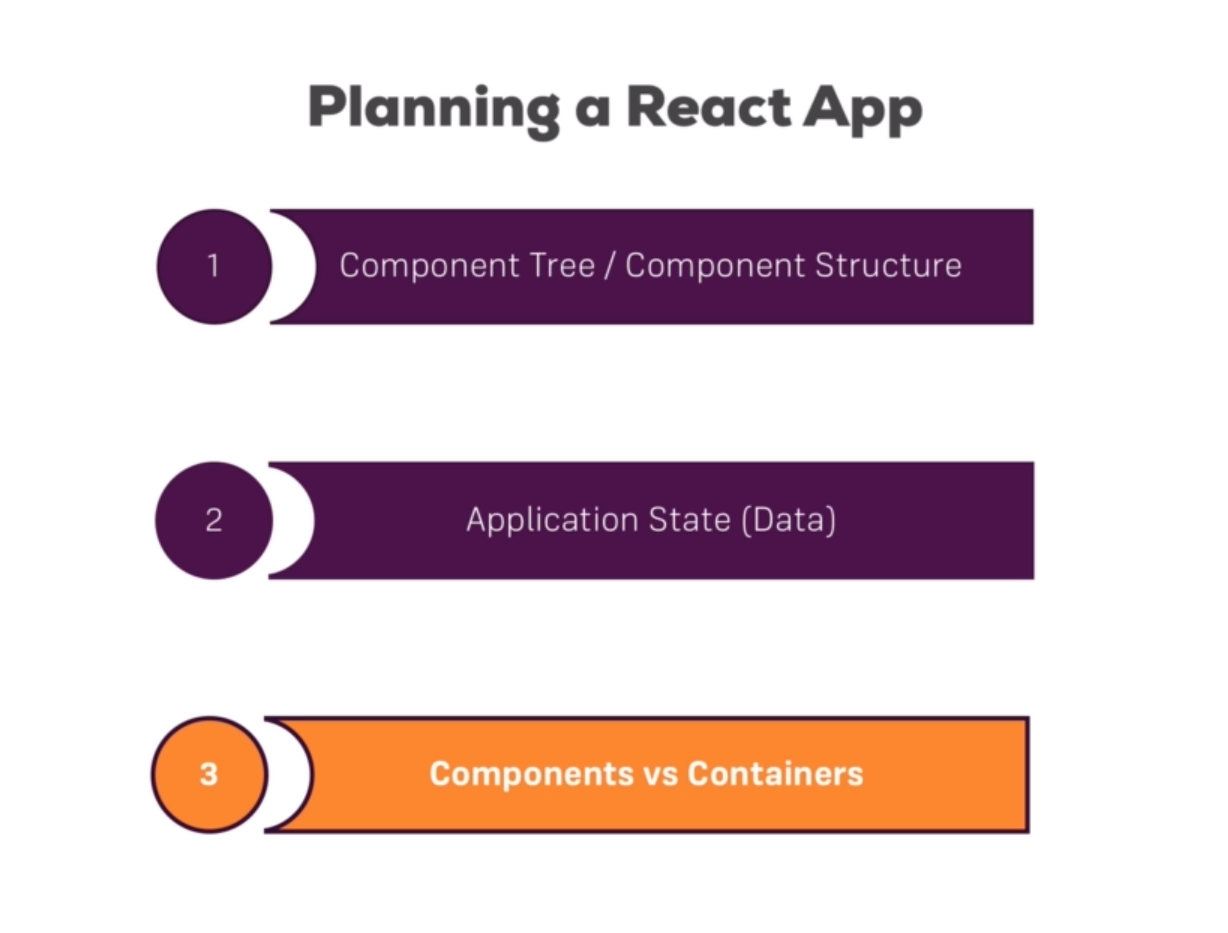 Planning a React App
1
Component Tree / Component Structure
2
Application State (Data)
3
Components vs Containers